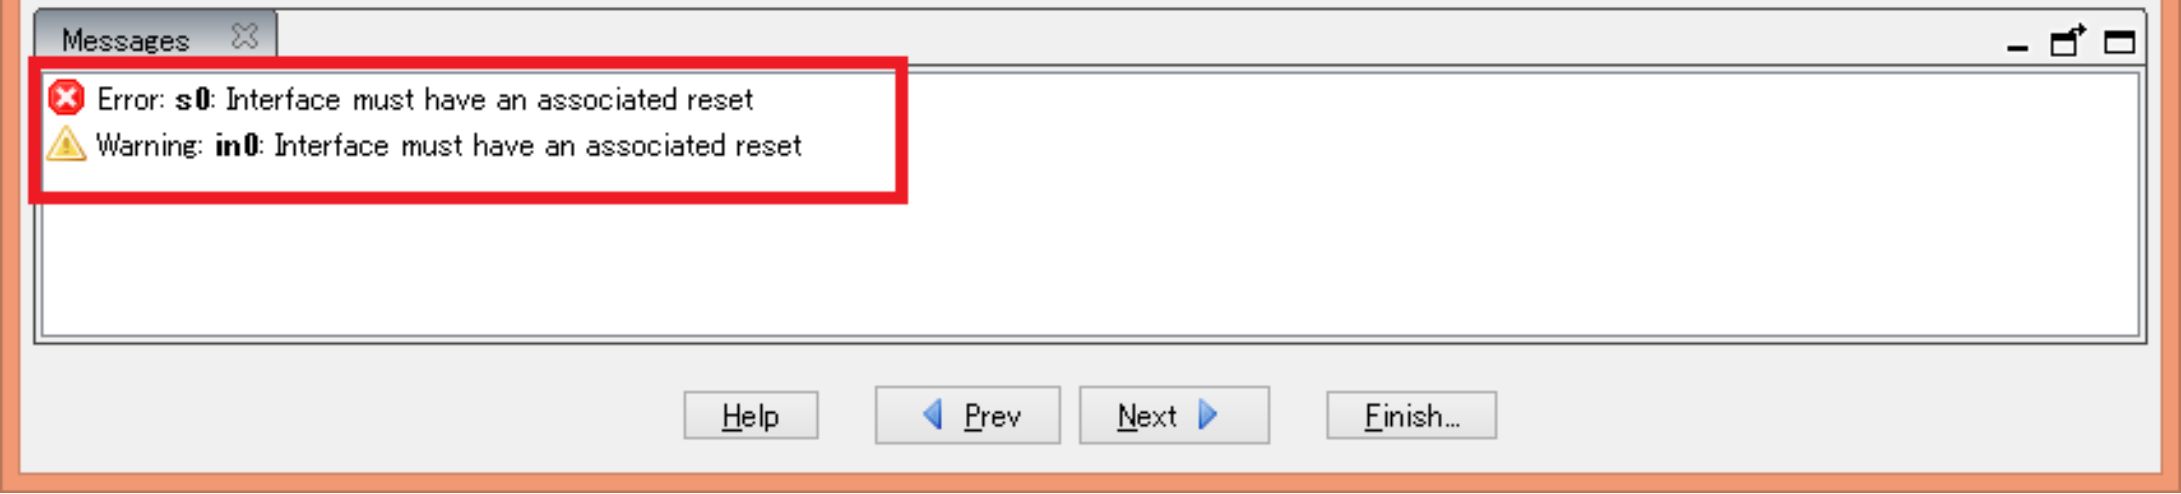 Messages
Error: s0: Interface must have an associated reset
Warning: in0: Interface must have an associated reset
Help Prev Next Finish...